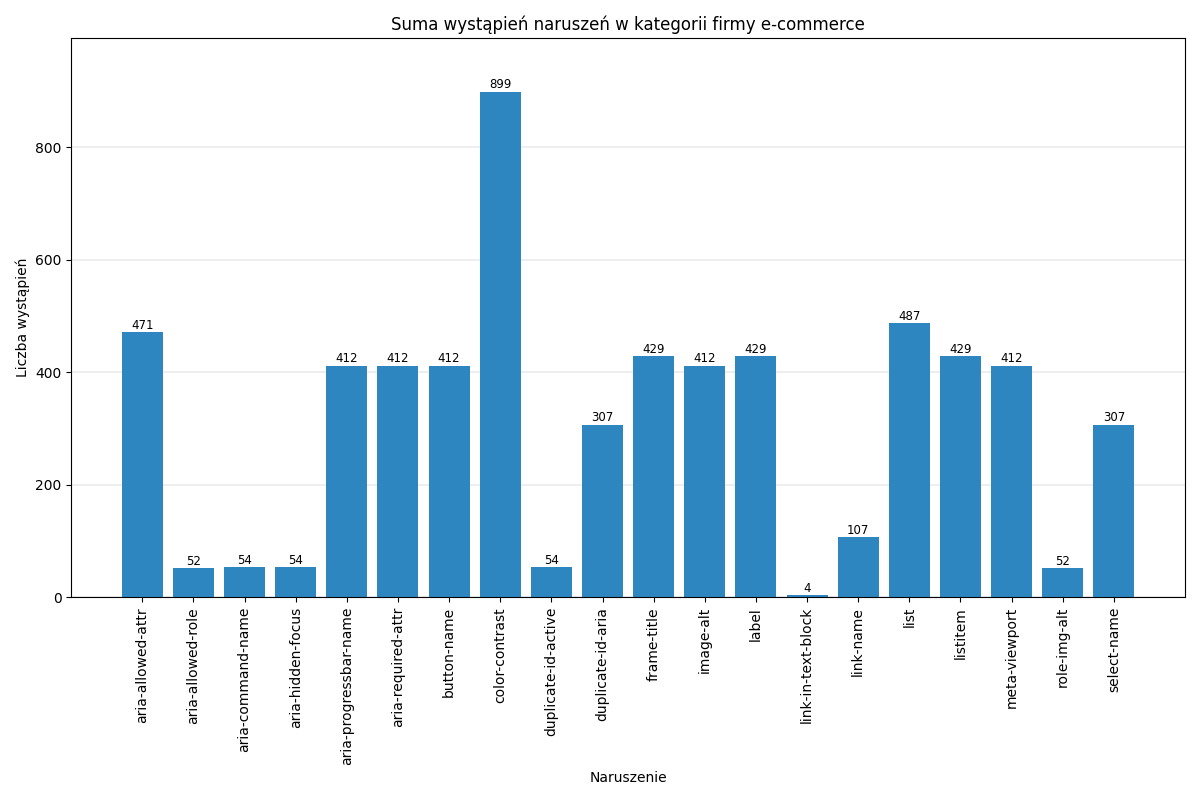 Suma wystąpień naruszeń w kategorii firmy e-commerce
Liczba wystąpień
800
600
400
200
0
471
52
54
54
412
412
412
899
54
307
429
412
429
4
107
487
429
412
52
307
aria-allowed-attr
aria-allowed-role
aria-command-name
aria-hidden-focus
aria-progressbar-name
aria-required-attr
button-name
color-contrast
duplicate-id-active
duplicate-id-aria
frame-title
image-alt
label
link-in-text-block
link-name
list
listitem
meta-viewport
role-img-alt
select-name
Naruszenie